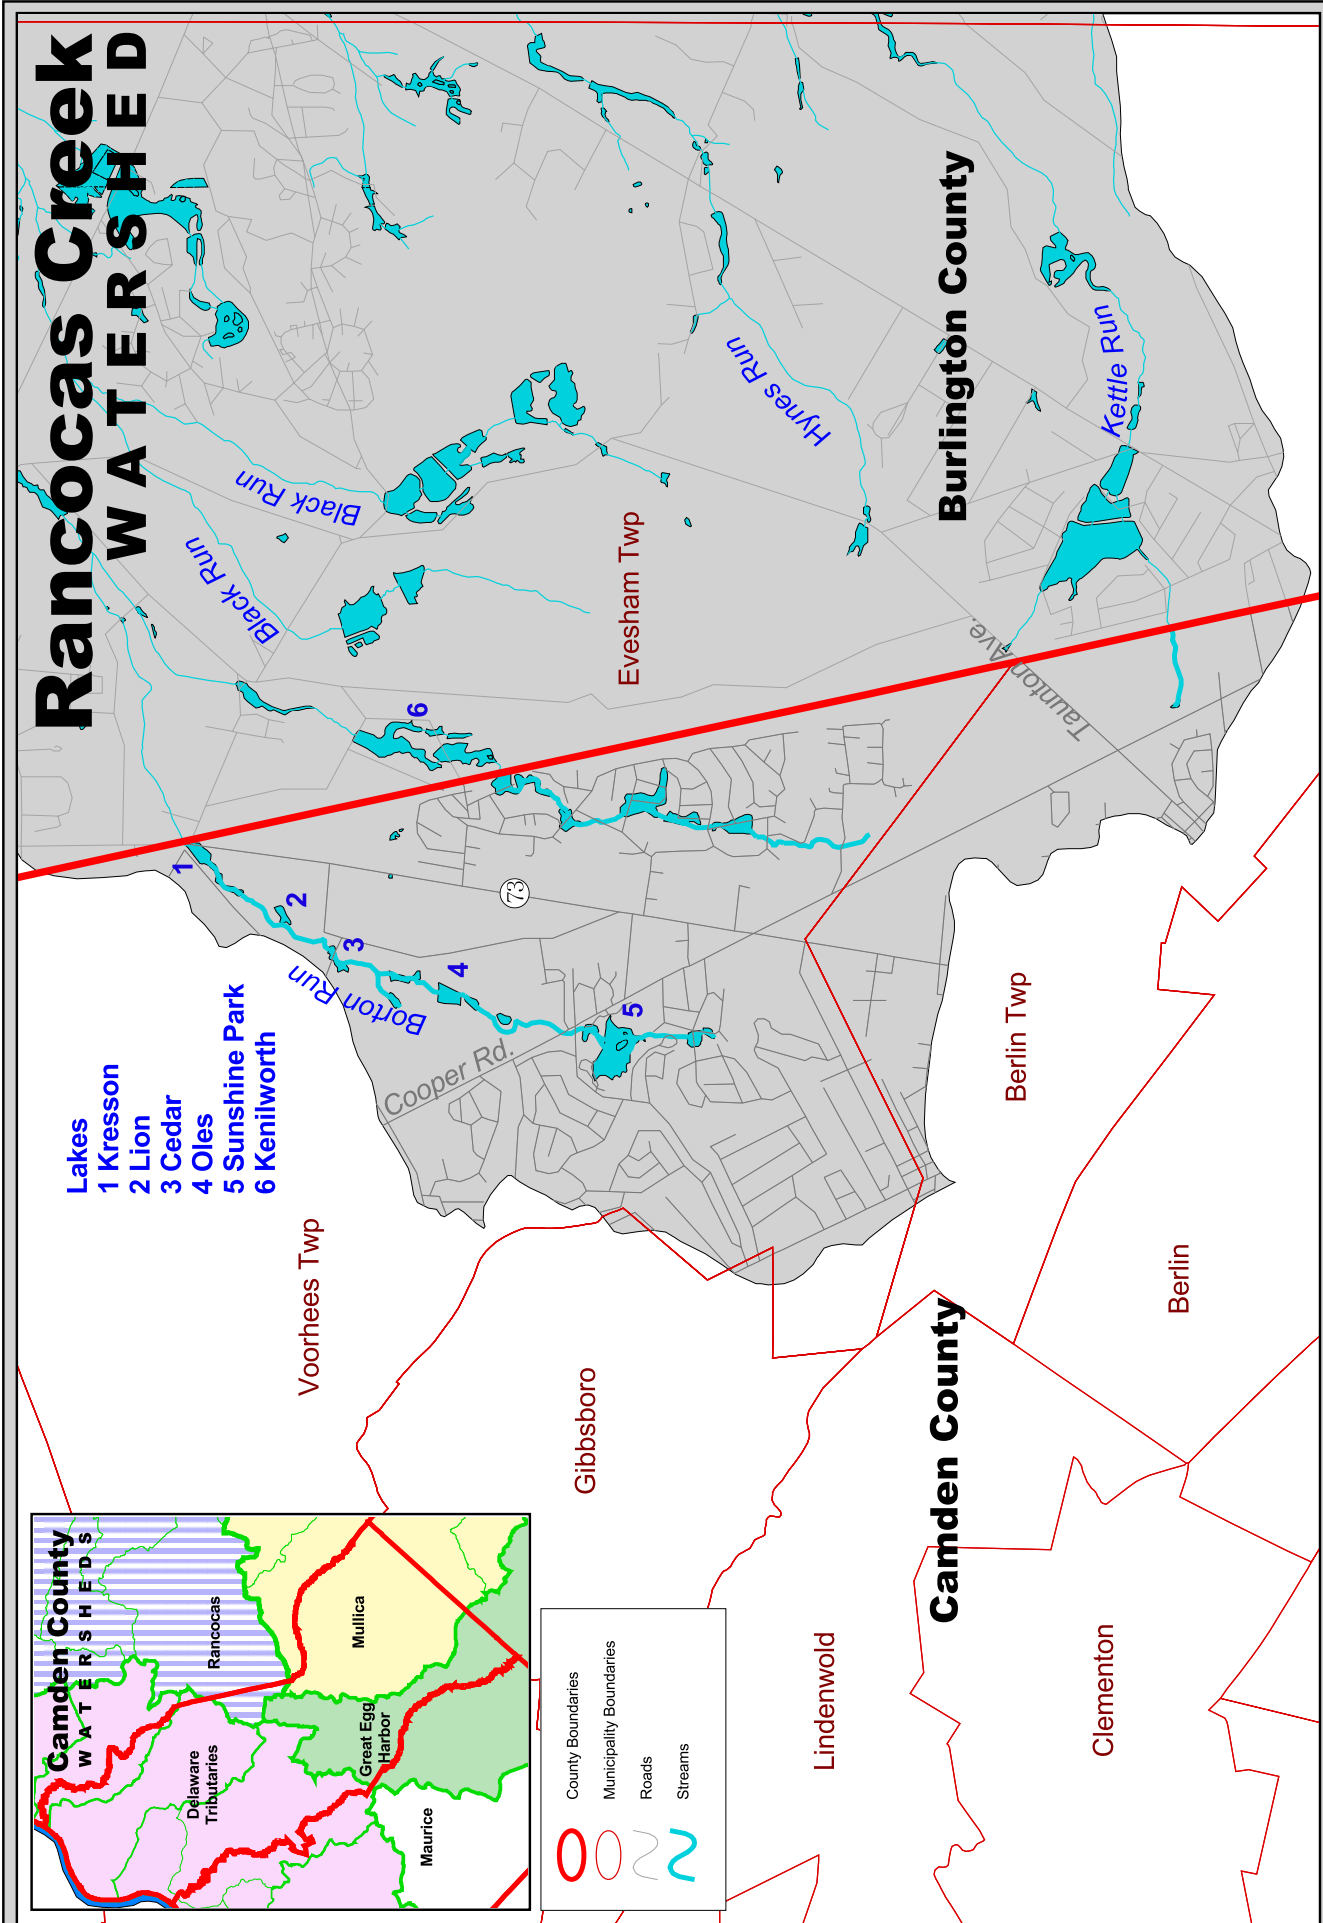 Rancocas Creek
WATERSHED
Lakes
1 Kresson
2 Lion
3 Cedar
4 Oles
5 Sunshine Park
6 Kenilworth
Black Run
Black Run
Hynes Run
Kettle Run
Borton Run
Burlington County
Camden County
Evesham Twp
Voorhees Twp
Gibbsboro
Berlin Twp
Berlin
Lindenwold
Clementon
Taunton Ave.
Cooper Rd.
73
1
2
3
4
5
6
Camden County
WATERSHEDS
Rancocas
Mullica
Delaware
Tributaries
Great Egg
Harbor
Maurice
County Boundaries
Municipality Boundaries
Roads
Streams